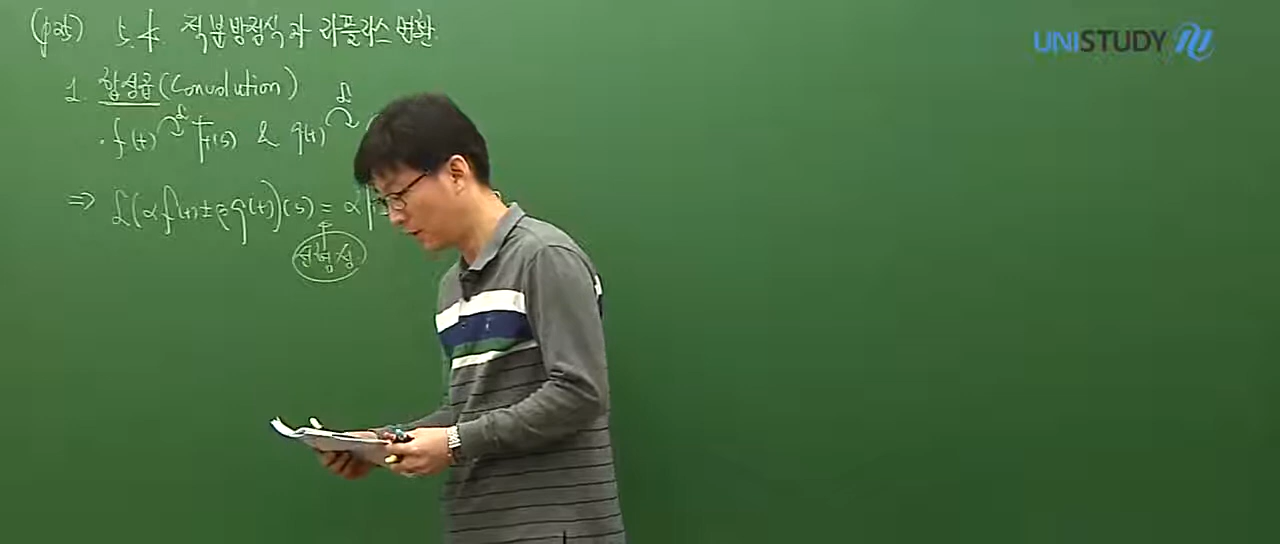 5.4. 적분방정식과 라플라스 변환.
UNISTUDY
1. 합성곱 (Convolution)
· f(t) ℒ F(s) & g(t) ℒ
⇒ ℒ(αf(t)±βg(t))(s) = αF
선형성